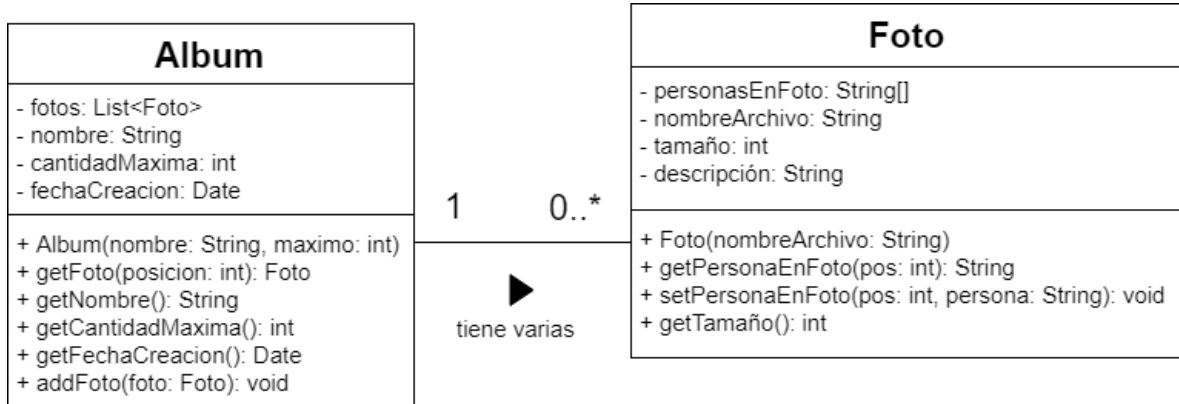 Album
- fotos: List<Foto>
- nombre: String
- cantidadMaxima: int
- fechaCreacion: Date
+ Album(nombre: String, maximo: int)
+ getFoto(posicion: int): Foto
+ getNombre(): String
+ getCantidadMaxima(): int
+ getFechaCreacion(): Date
+ addFoto(foto: Foto): void
1
0..*
tiene varias
Foto
- personasEnFoto: String[]
- nombreArchivo: String
- tamaño: int
- descripción: String
+ Foto(nombreArchivo: String)
+ getPersonaEnFoto(pos: int): String
+ setPersonaEnFoto(pos: int, persona: String): void
+ getTamaño(): int